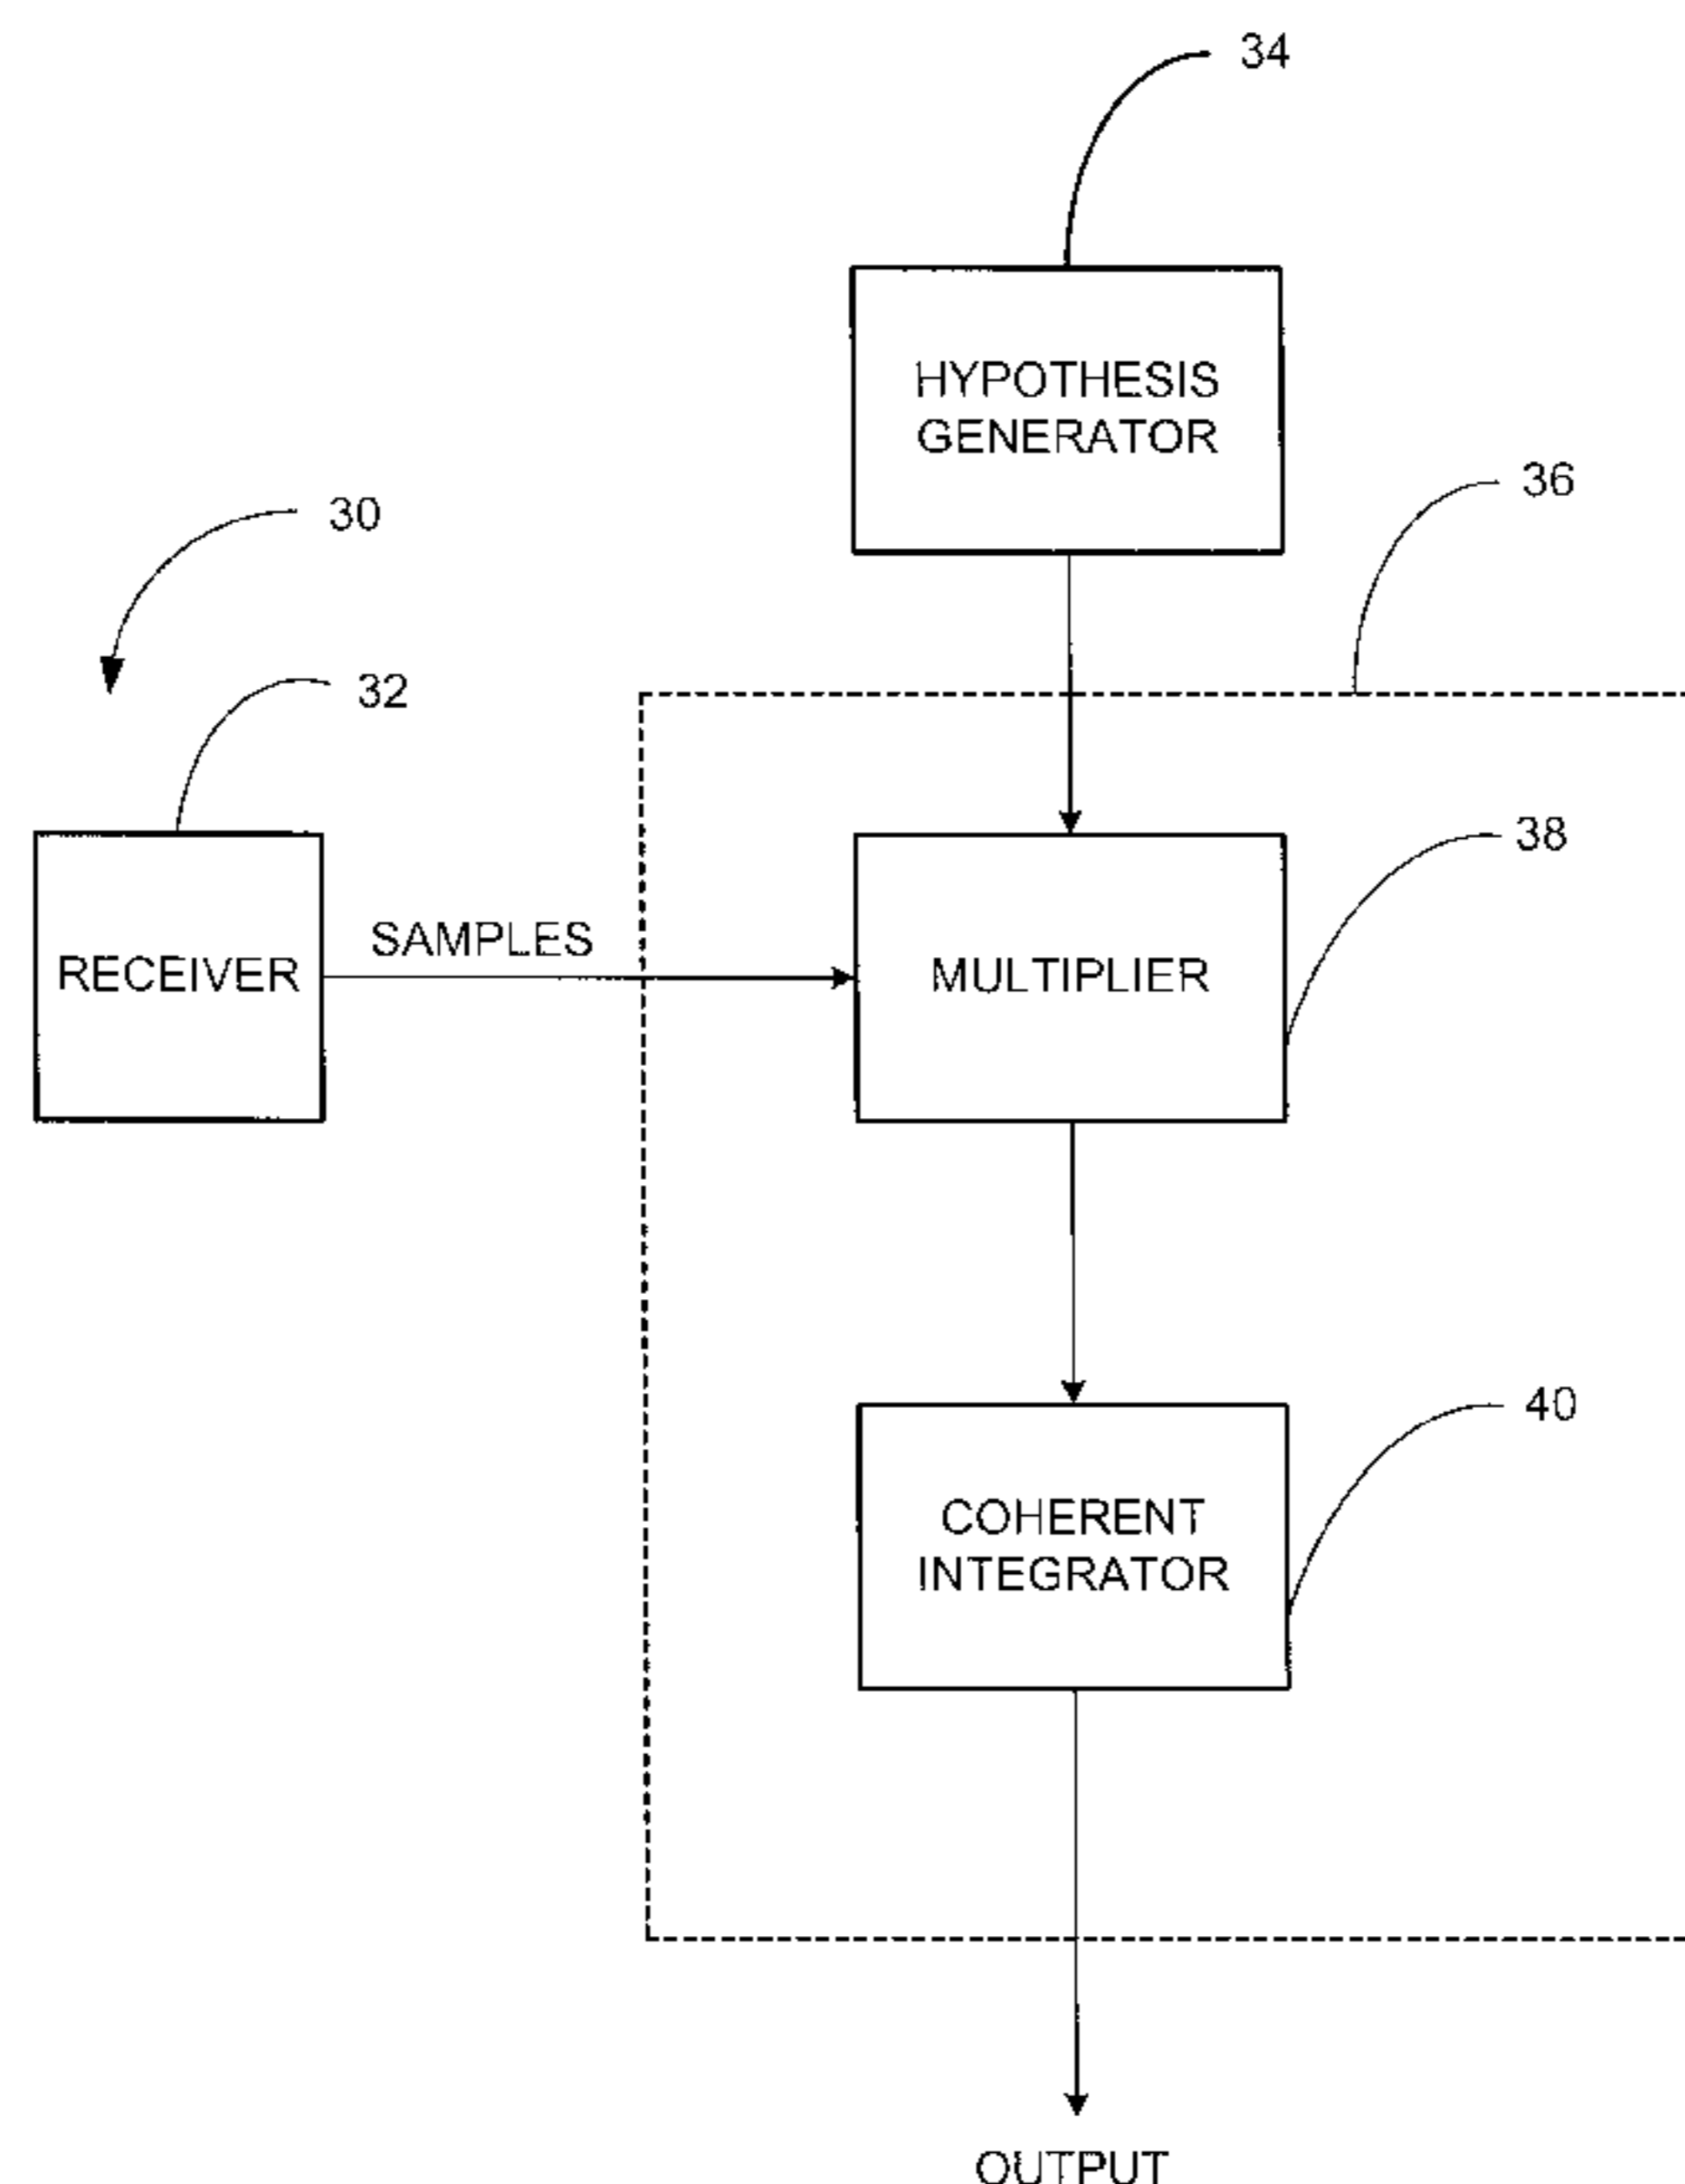 34
HYPOTHESIS
GENERATOR
36
30
32
38
SAMPLES
RECEIVER
MULTIPLIER
40
COHERENT
INTEGRATOR
OUTPUT